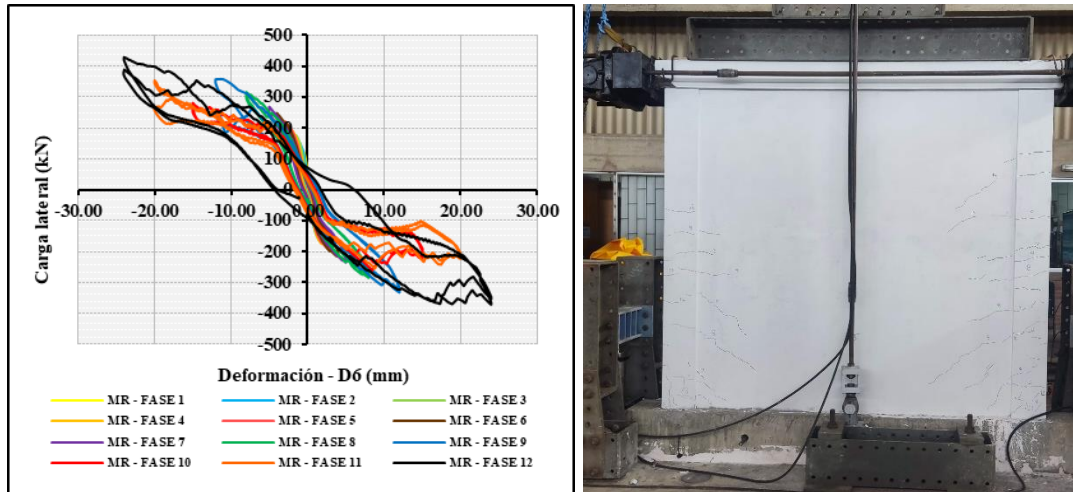 500
400
300
200
100
0
-30.00 -20.00 -10.00 0.00 10.00 20.00 30.00
-100
-200
-300
-400
-500
Carga lateral (kN)
Deformación - D6 (mm)
MR - FASE 1 MR - FASE 2 MR - FASE 3
MR - FASE 4 MR - FASE 5 MR - FASE 6
MR - FASE 7 MR - FASE 8 MR - FASE 9
MR - FASE 10 MR - FASE 11 MR - FASE 12